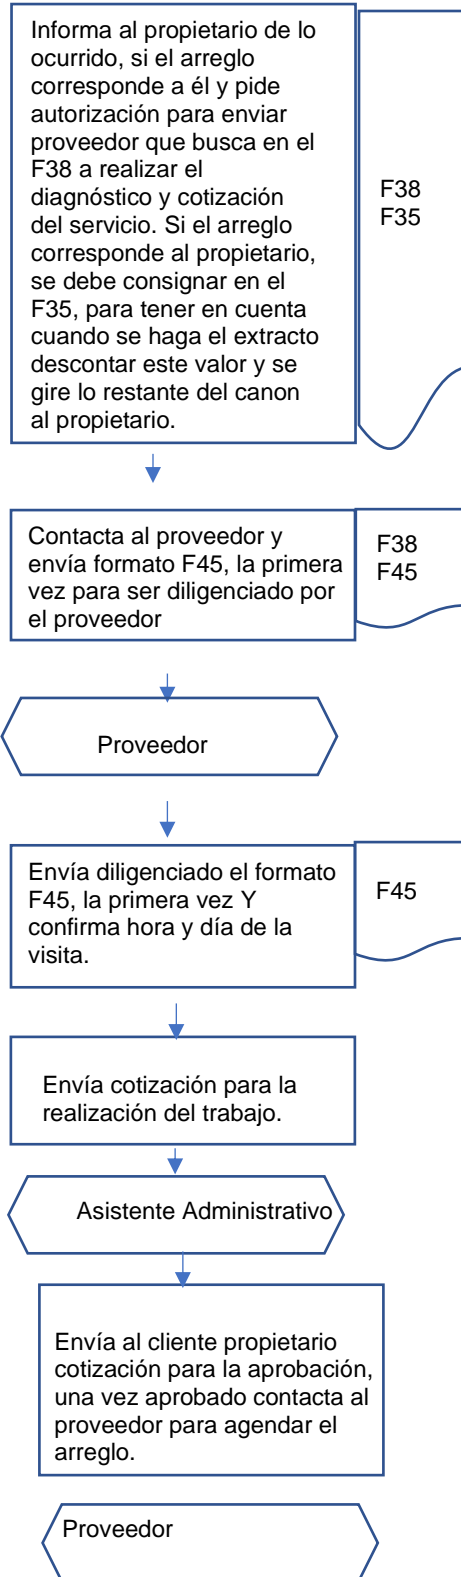 Informa al propietario de lo
ocurrido, si el arreglo
corresponde a él y pide
autorización para enviar
proveedor que busca en el
F38 a realizar el
diagnóstico y cotización
del servicio. Si el arreglo
corresponde al propietario,
se debe consignar en el
F35, para tener en cuenta
cuando se haga el extracto
descontar este valor y se
gire lo restante del canon
al propietario.
F38
F35
Contacta al proveedor y
envía formato F45, la primera
vez para ser diligenciado por
el proveedor
F38
F45
Proveedor
Envía diligenciado el formato
F45, la primera vez Y
confirma hora y día de la
visita.
F45
Envía cotización para la
realización del trabajo.
Asistente Administrativo
Envía al cliente propietario
cotización para la aprobación,
una vez aprobado contacta al
proveedor para agendar el
arreglo.
Proveedor